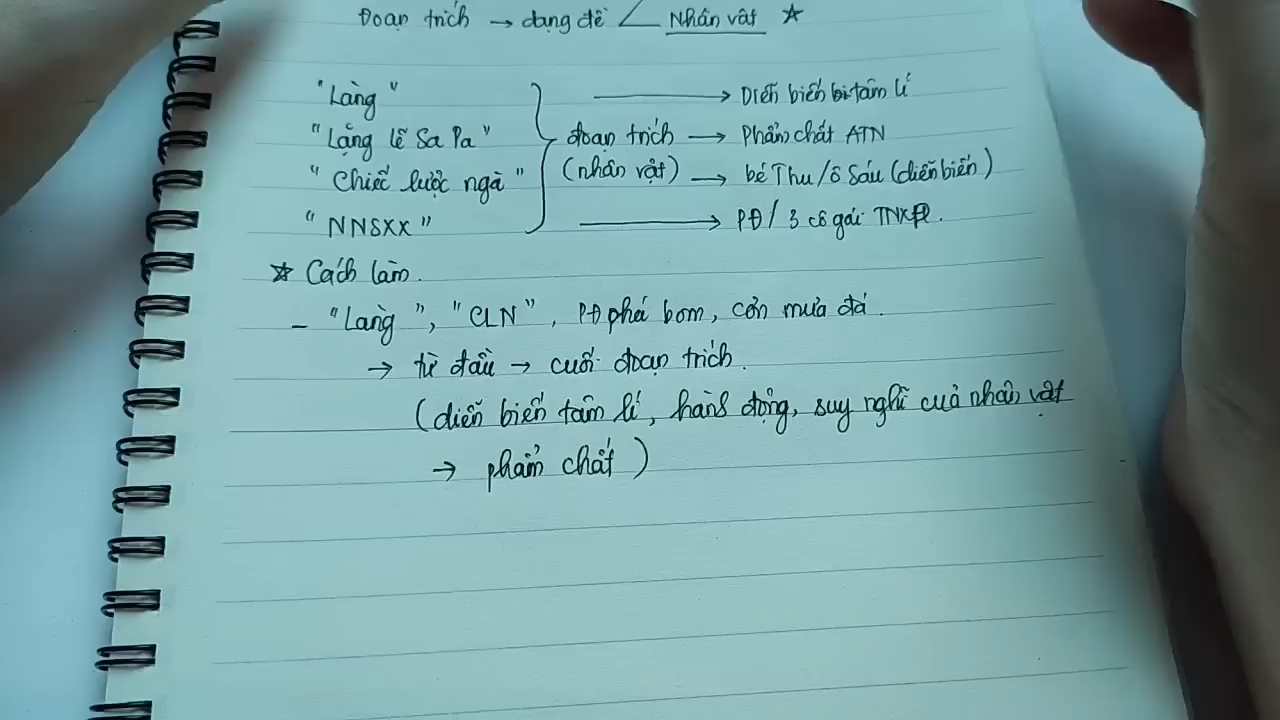 Đoạn trích → dạng đề < Nhân vật ☆
"Làng" ⟶ Diễn biến tâm lí
"Lặng lẽ Sa Pa" đoạn trích → Phẩm chất ATN
"Chiếc lược ngà" (nhân vật) → bé Thu/ô Sáu (diễn biến)
"NNSXX" ⟶ PĐ/ 3 cô gái TNXP.
☆ Cách làm.
- "Làng", "CLN", PĐ phá bom, cơn mưa đá.
→ từ đầu → cuối đoạn trích.
(diễn biến tâm lí, hành động, suy nghĩ của nhân vật
→ phẩm chất)